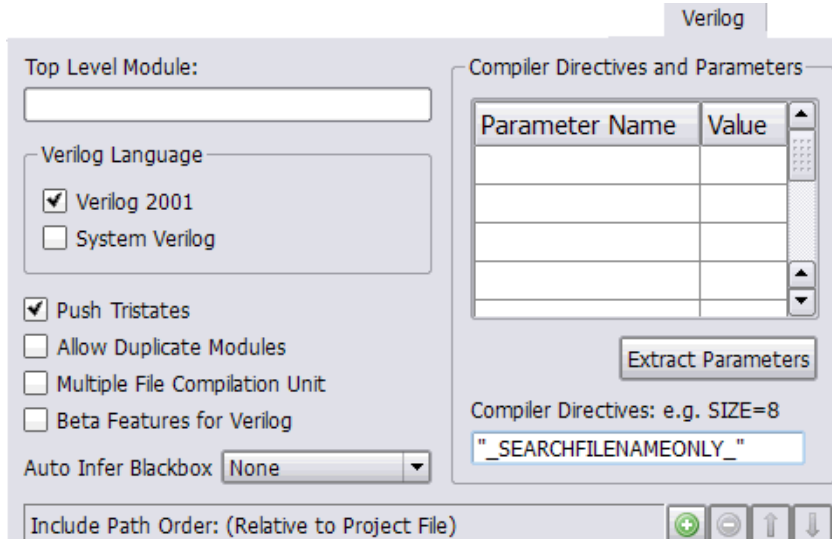 Verilog
Top Level Module:
Verilog Language
Verilog 2001
System Verilog
Push Tristates
Allow Duplicate Modules
Multiple File Compilation Unit
Beta Features for Verilog
Auto Infer Blackbox None
Compiler Directives and Parameters
Parameter Name Value
Extract Parameters
Compiler Directives: e.g. SIZE=8
"_SEARCHFILENAMEONLY_"
Include Path Order: (Relative to Project File)